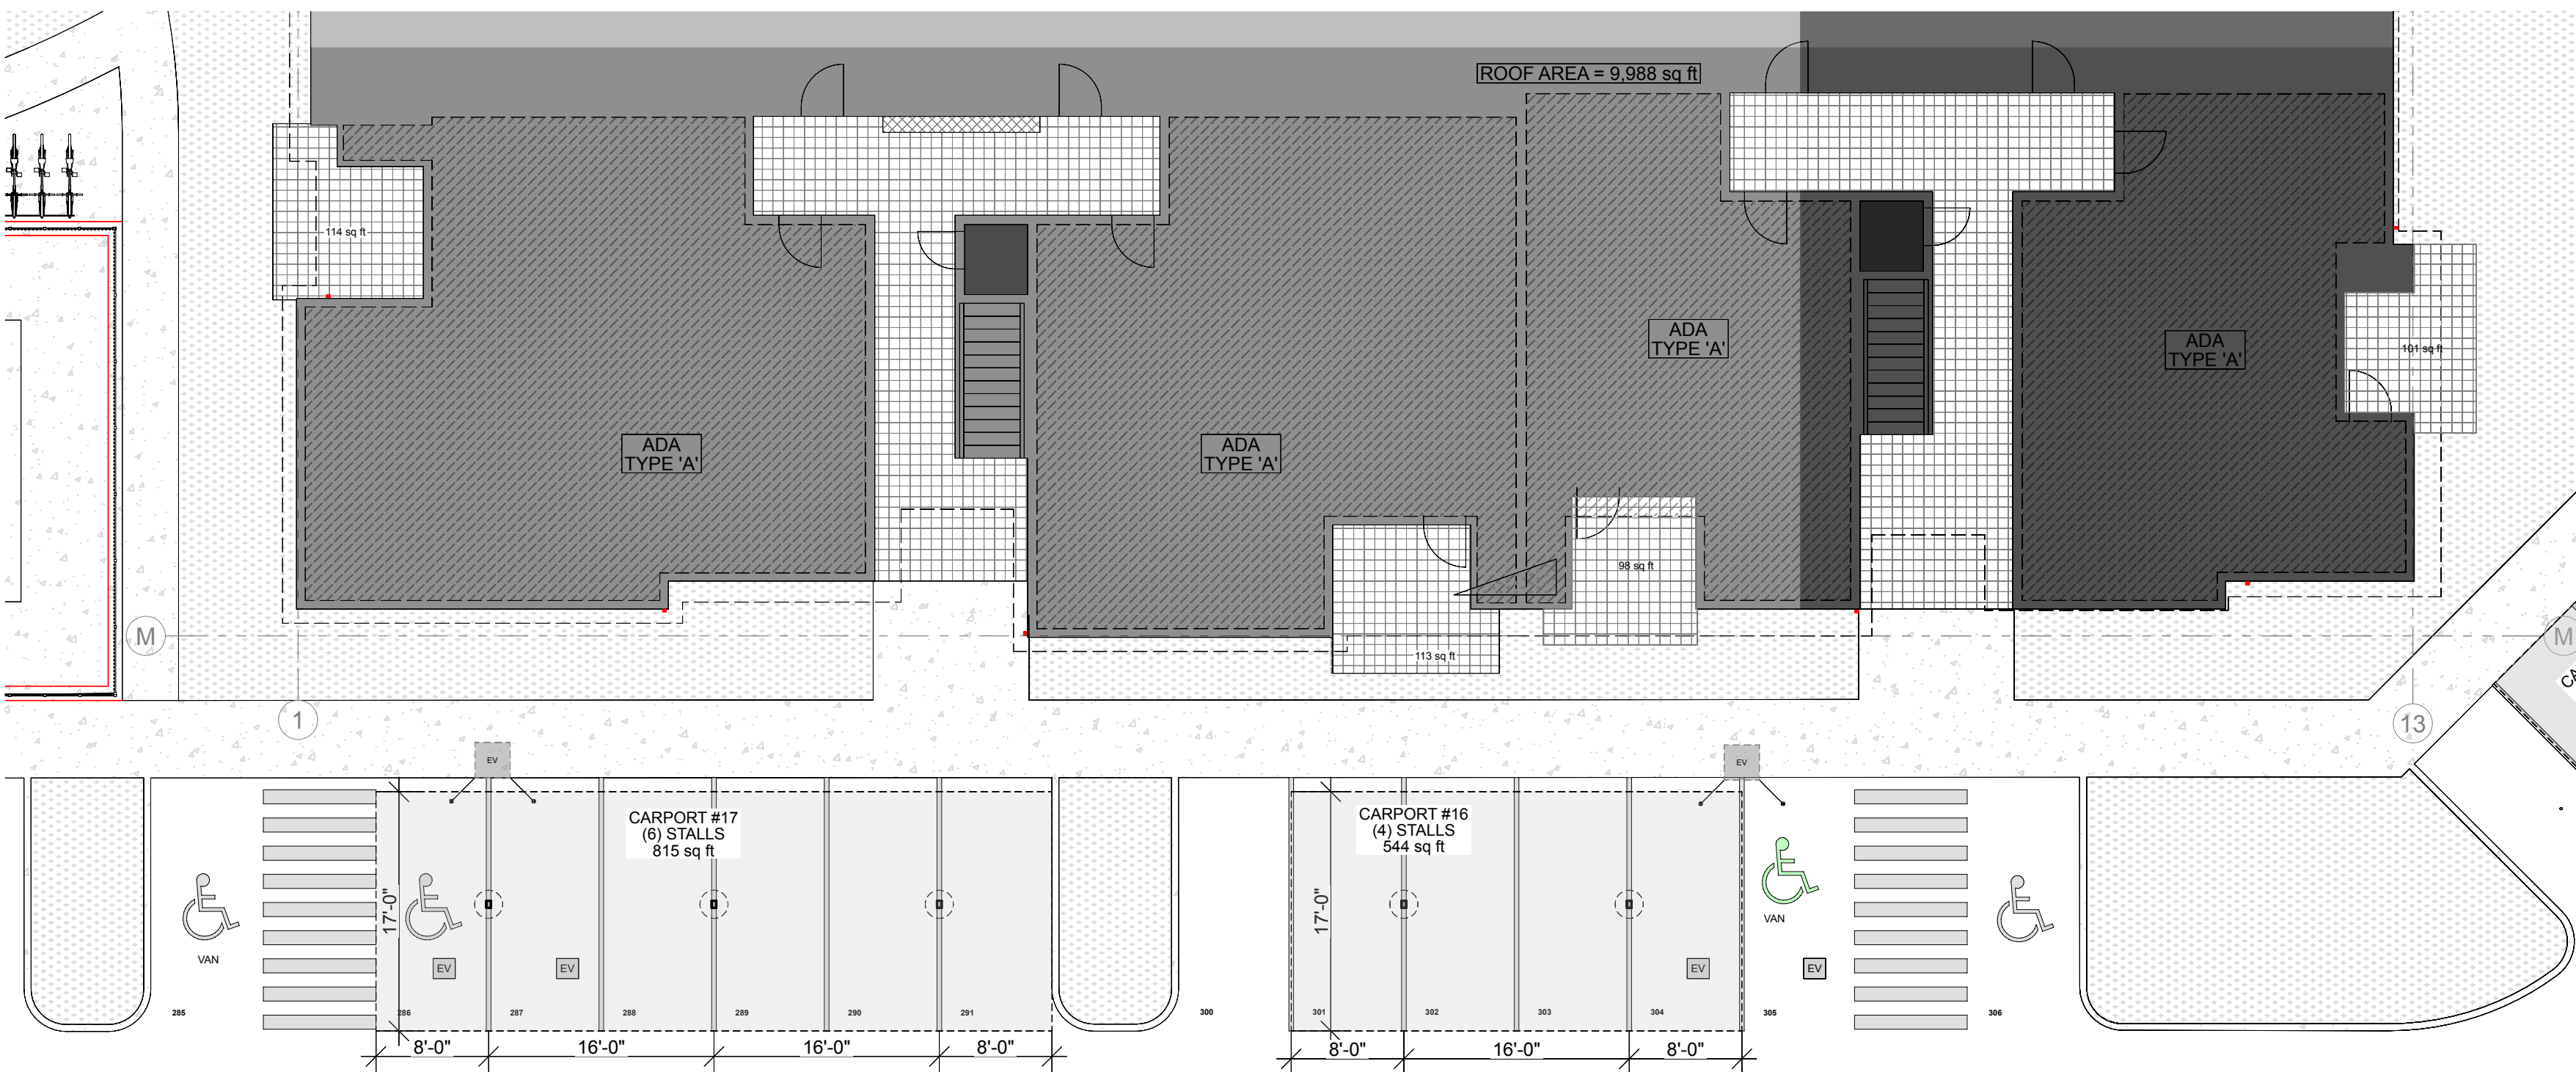 ROOF AREA = 9,988 sq ft
114 sq ft
ADA
TYPE 'A'
ADA
TYPE 'A'
ADA
TYPE 'A'
ADA
TYPE 'A'
101 sq ft
98 sq ft
113 sq ft
M
M
1
13
EV
EV
CARPORT #17
(6) STALLS
815 sq ft
CARPORT #16
(4) STALLS
544 sq ft
17'-0"
17'-0"
VAN
VAN
EV
EV
EV
EV
285
286
287
288
289
290
291
300
301
302
303
304
305
306
8'-0"
16'-0"
16'-0"
8'-0"
8'-0"
16'-0"
8'-0"